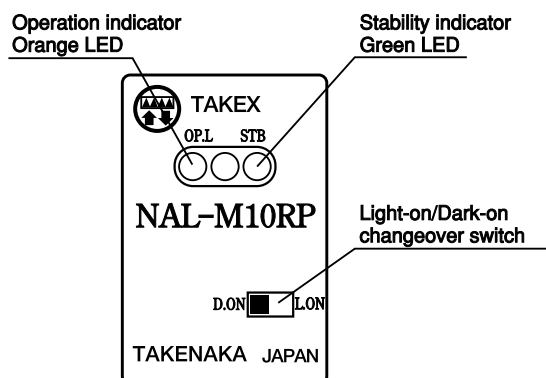 Operation indicator
Orange LED
Stability indicator
Green LED
TAKEX
OP.L STB
NAL-M10RP
Light-on/Dark-on
changeover switch
D.ON L.ON
TAKENAKA JAPAN